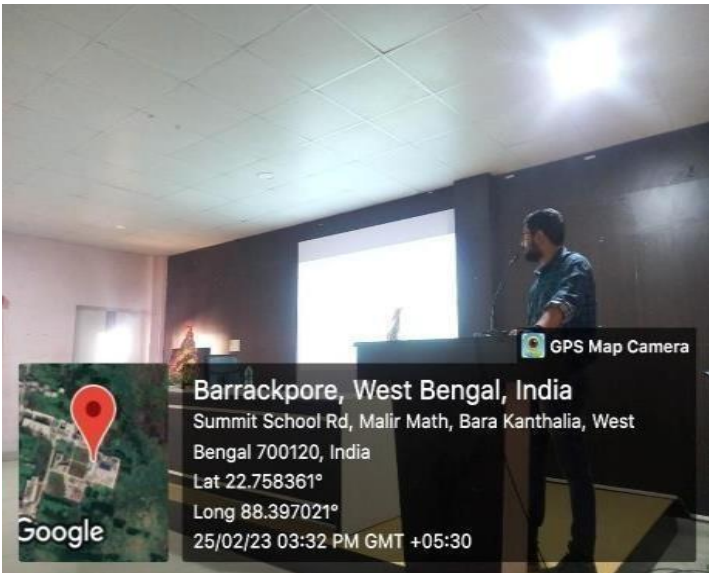 GPS Map Camera
Barrackpore, West Bengal, India
Summit School Rd, Malir Math, Bara Kanthalia, West
Bengal 700120, India
Lat 22.758361°
Long 88.397021°
25/02/23 03:32 PM GMT +05:30
Google